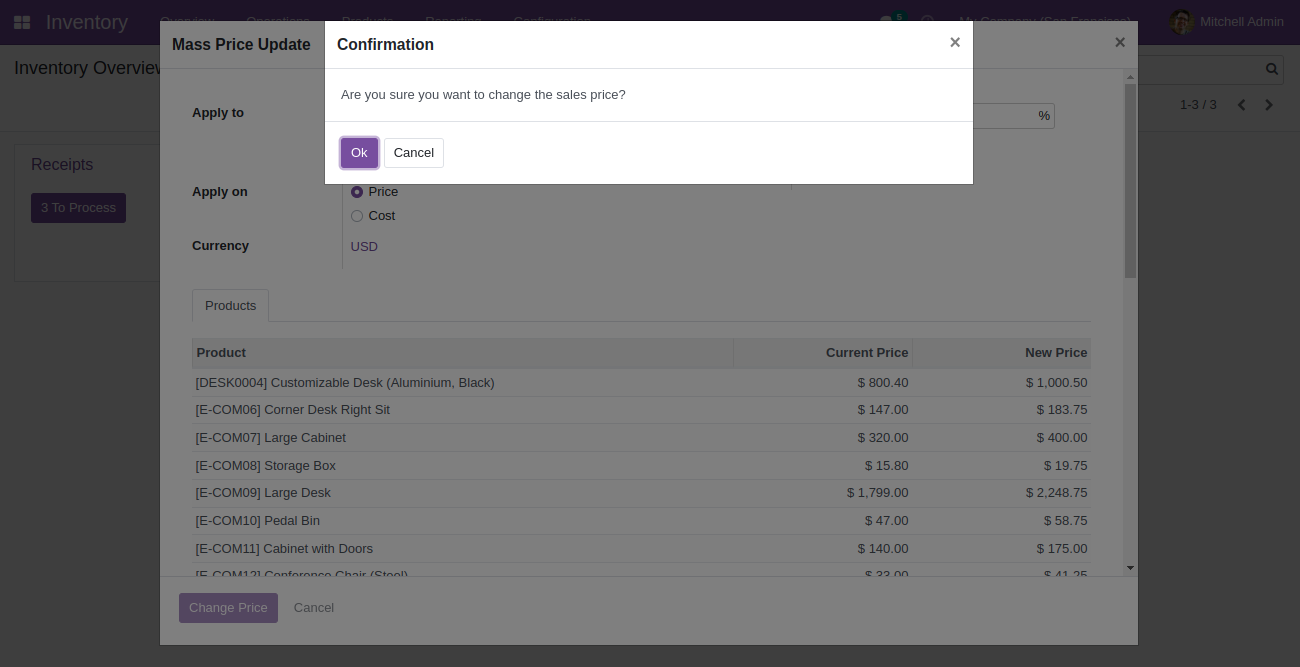 Inventory
Overview Operations Products Reporting Configuration
5
My Company (San Francisco)
Mitchell Admin
Mass Price Update
Confirmation
×
×
Inventory Overview
Are you sure you want to change the sales price?
Ok
Cancel
1-3 / 3
Apply to
%
Receipts
3 To Process
Apply on
Price
Cost
Currency
USD
Products
Product Current Price New Price
[DESK0004] Customizable Desk (Aluminium, Black) $ 800.40 $ 1,000.50
[E-COM06] Corner Desk Right Sit $ 147.00 $ 183.75
[E-COM07] Large Cabinet $ 320.00 $ 400.00
[E-COM08] Storage Box $ 15.80 $ 19.75
[E-COM09] Large Desk $ 1,799.00 $ 2,248.75
[E-COM10] Pedal Bin $ 47.00 $ 58.75
[E-COM11] Cabinet with Doors $ 140.00 $ 175.00
[E-COM12] Conference Chair (Steel) $ 33.00 $ 41.25
Change Price
Cancel